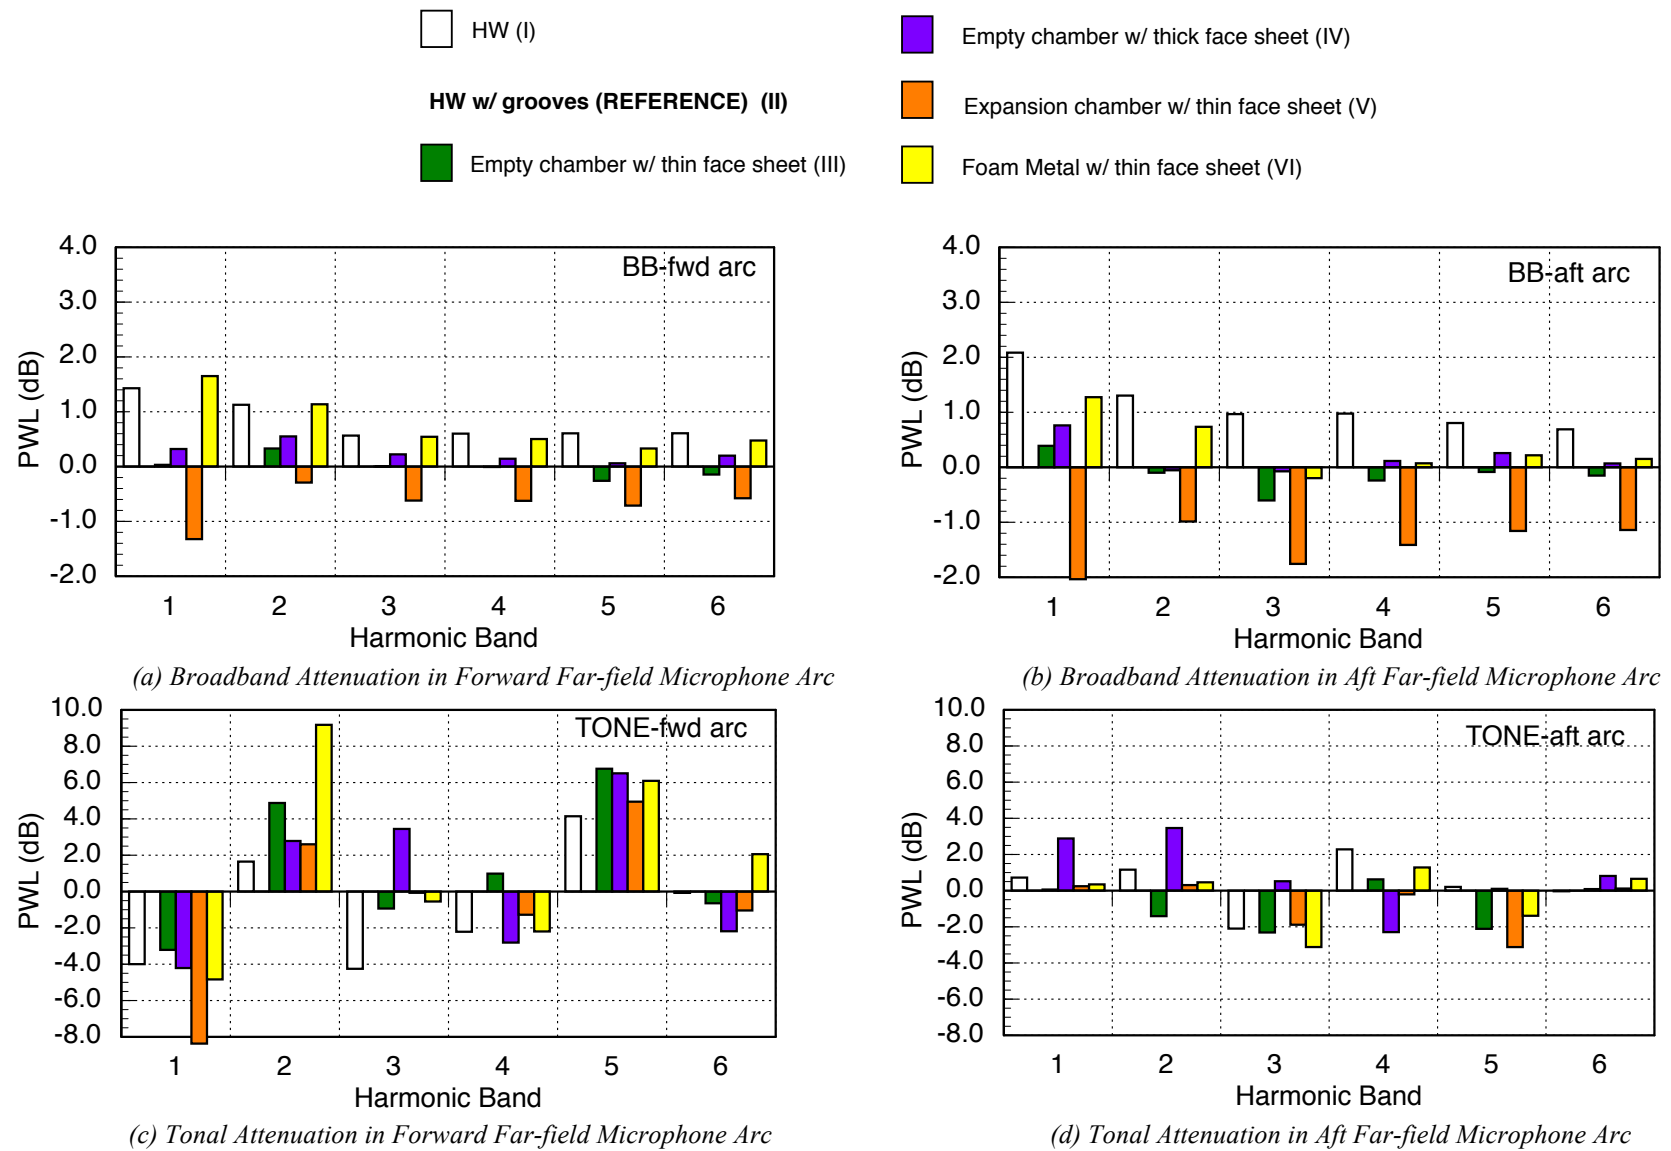 HW (I)
HW w/ grooves (REFERENCE) (II)
Empty chamber w/ thin face sheet (III)
Empty chamber w/ thick face sheet (IV)
Expansion chamber w/ thin face sheet (V)
Foam Metal w/ thin face sheet (VI)
BB-fwd arc
PWL (dB)
4.0
3.0
2.0
1.0
0.0
-1.0
-2.0
1 2 3 4 5 6
Harmonic Band
(a) Broadband Attenuation in Forward Far-field Microphone Arc
BB-aft arc
PWL (dB)
4.0
3.0
2.0
1.0
0.0
-1.0
-2.0
1 2 3 4 5 6
Harmonic Band
(b) Broadband Attenuation in Aft Far-field Microphone Arc
TONE-fwd arc
PWL (dB)
10.0
8.0
6.0
4.0
2.0
0.0
-2.0
-4.0
-6.0
-8.0
1 2 3 4 5 6
Harmonic Band
(c) Tonal Attenuation in Forward Far-field Microphone Arc
TONE-aft arc
PWL (dB)
10.0
8.0
6.0
4.0
2.0
0.0
-2.0
-4.0
-6.0
-8.0
1 2 3 4 5 6
Harmonic Band
(d) Tonal Attenuation in Aft Far-field Microphone Arc